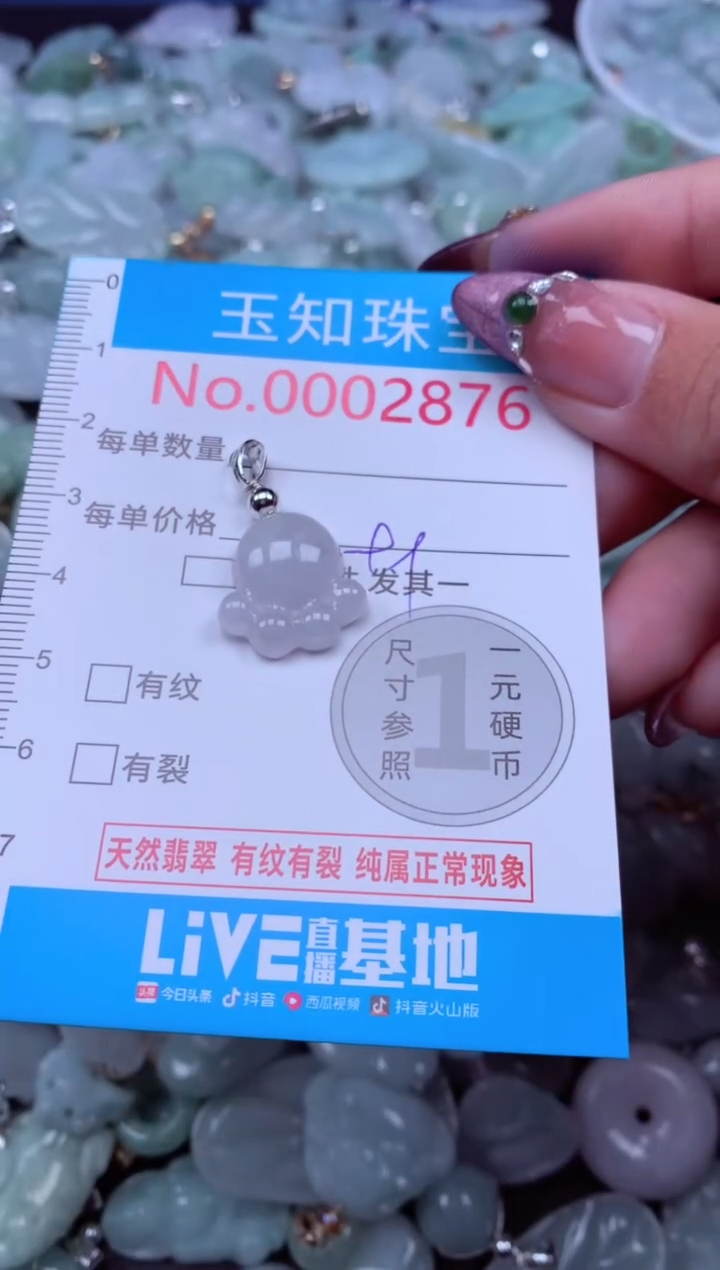 0
玉知珠宝
1
No.0002876
2
每单数量
3
每单价格
4
发其一
5
有纹
尺寸参照
1
一元硬币
6
有裂
7
天然翡翠 有纹有裂 纯属正常现象
LiVE直播基地
头条 今日头条 抖音 西瓜视频 抖音火山版